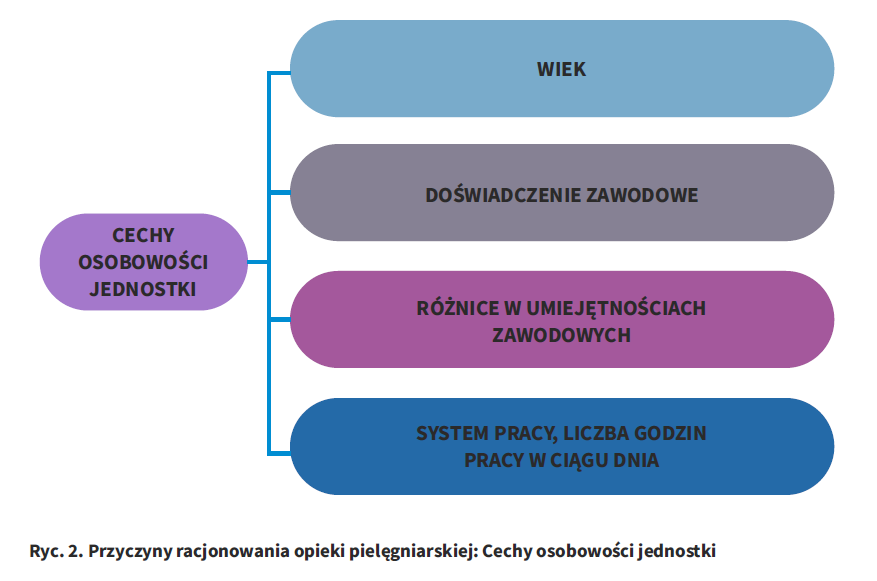 CECHY
OSOBOWOŚCI
JEDNOSTKI
WIEK
DOŚWIADCZENIE ZAWODOWE
RÓŻNICE W UMIEJĘTNOŚCIACH
ZAWODOWYCH
SYSTEM PRACY, LICZBA GODZIN
PRACY W CIĄGU DNIA
Ryc. 2. Przyczyny racjonowania opieki pielęgniarskiej: Cechy osobowości jednostki